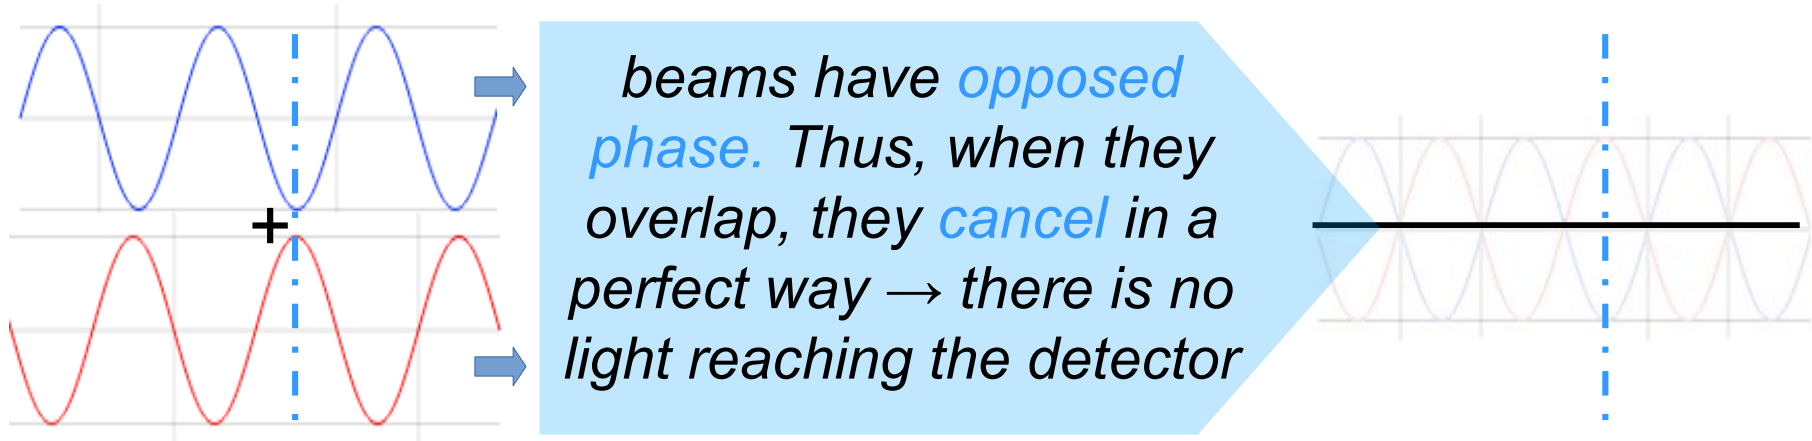 +
beams have opposed
phase. Thus, when they
overlap, they cancel in a
perfect way → there is no
light reaching the detector